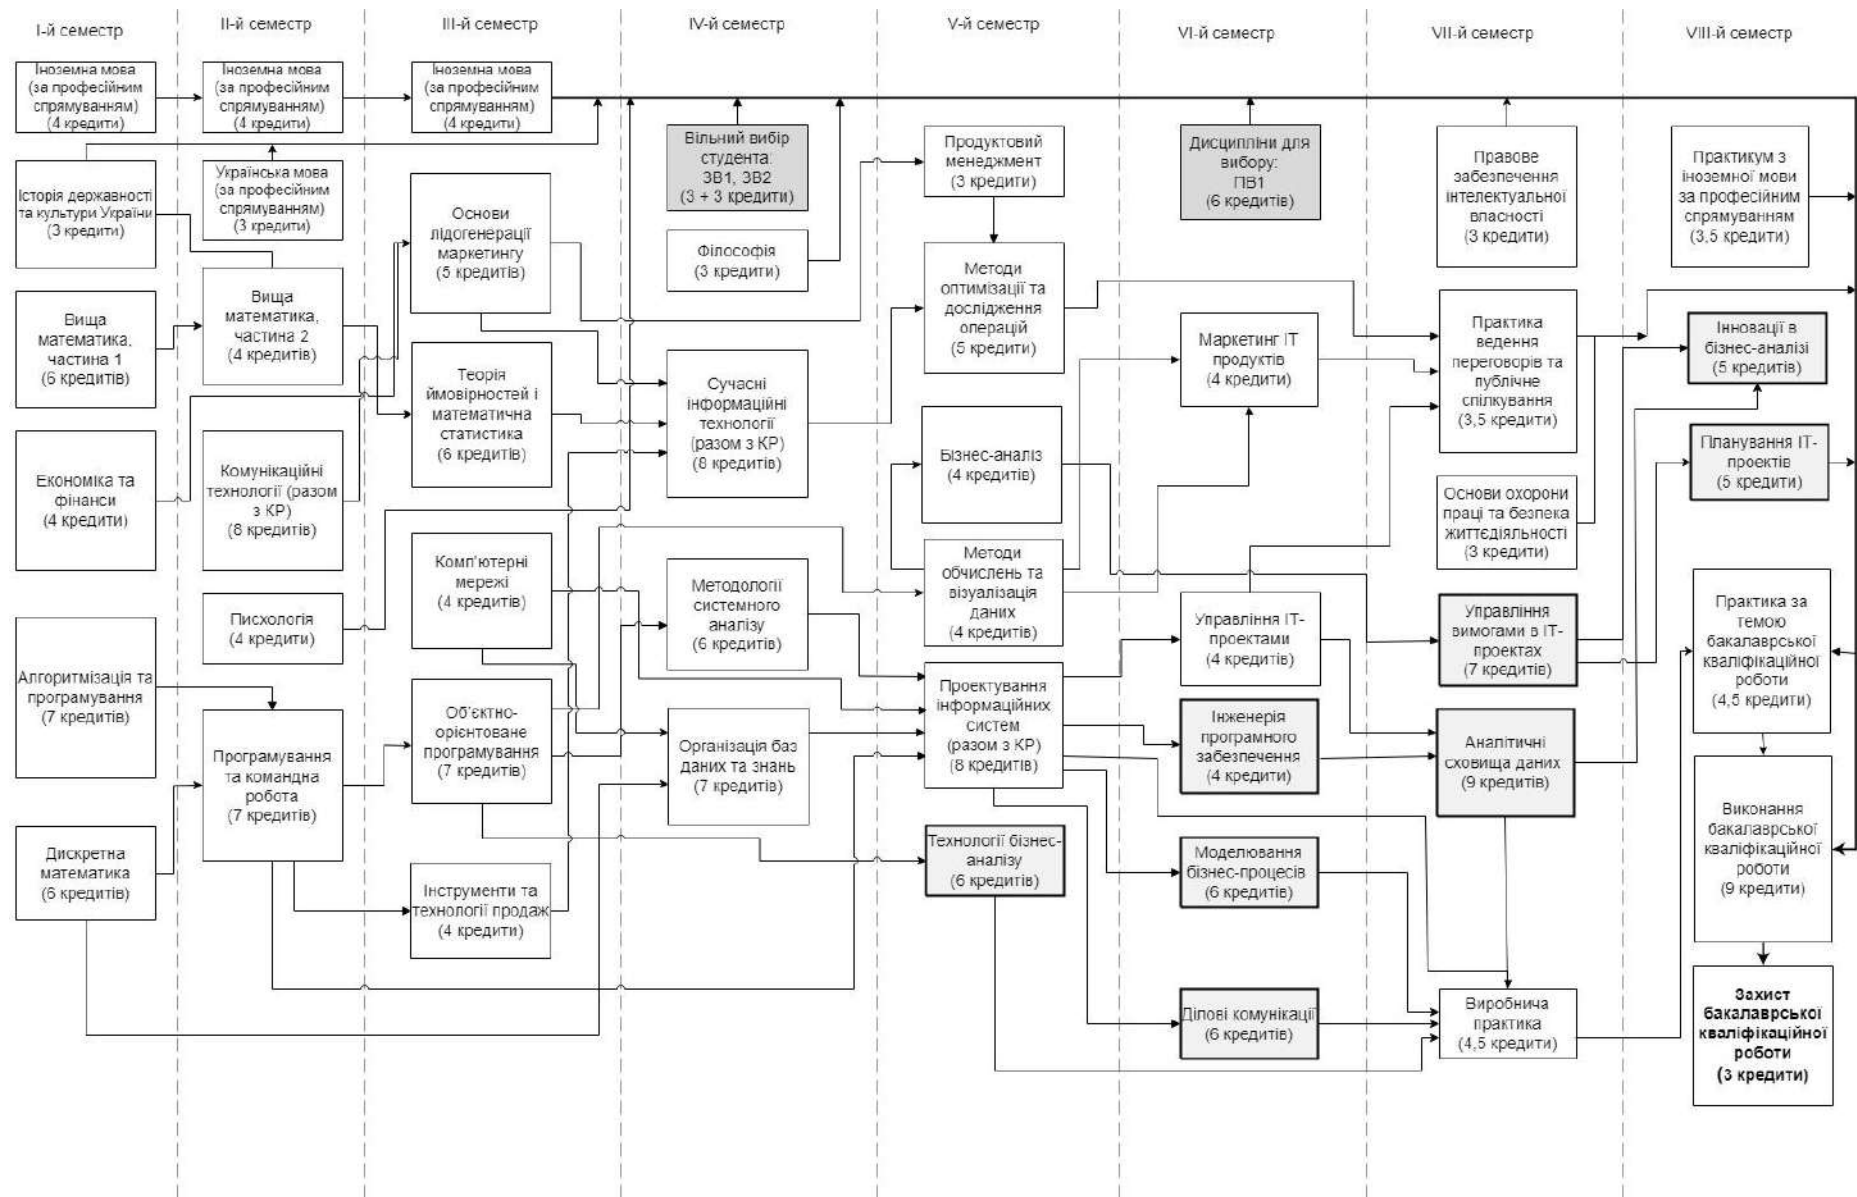 І-й семестр
Іноземна мова
(за професійним
спрямуванням)
(4 кредити)
Історія державності
та культури України
(3 кредити)
Вища
математика,
частина 1
(6 кредитів)
Економіка та
фінанси
(4 кредити)
Алгоритмізація та
програмування
(7 кредитів)
Дискретна
математика
(6 кредитів)
ІІ-й семестр
Іноземна мова
(за професійним
спрямуванням)
(4 кредити)
Українська мова
(за професійним
спрямуванням)
(3 кредити)
Вища
математика,
частина 2
(4 кредитів)
Комунікаційні
технології (разом
з КР)
(8 кредитів)
Писхологія
(4 кредити)
Програмування
та командна
робота
(7 кредитів)
ІІІ-й семестр
Іноземна мова
(за професійним
спрямуванням)
(4 кредити)
Основи
лідогенерації
маркетингу
(5 кредитів)
Теорія
ймовірностей і
математична
статистика
(6 кредитів)
Комп'ютерні
мережі
(4 кредитів)
Об'єктно-
орієнтоване
програмування
(7 кредитів)
Інструменти та
технології продаж
(4 кредити)
IV-й семестр
Вільний вибір
студента:
ЗВ1, ЗВ2
(3 + 3 кредити)
Філософія
(3 кредити)
Сучасні
інформаційні
технології
(разом з КР)
(8 кредитів)
Методології
системного
аналізу
(6 кредитів)
Організація баз
даних та знань
(7 кредитів)
V-й семестр
Продуктовий
менеджмент
(3 кредити)
Методи
оптимізації та
дослідження
операцій
(5 кредити)
Бізнес-аналіз
(4 кредитів)
Методи
обчислень та
візуалізація
даних
(4 кредитів)
Проектування
інформаційних
систем
(разом з КР)
(8 кредитів)
Технології бізнес-
аналізу
(6 кредитів)
VI-й семестр
Дисципліни для
вибору:
ПВ1
(6 кредитів)
Маркетинг ІТ
продуктів
(4 кредити)
Управління ІТ-
проектами
(4 кредити)
Інженерія
програмного
забезпечення
(4 кредити)
Моделювання
бізнес-процесів
(6 кредитів)
Ділові комунікації
(6 кредитів)
VII-й семестр
Правове
забезпечення
інтелектуальної
власності
(3 кредити)
Практика
ведення
переговорів та
публічне
спілкування
(3,5 кредити)
Основи охорони
праці та безпека
життєдіяльності
(3 кредити)
Управління
вимогами в ІТ-
проектах
(7 кредитів)
Аналітичні
сховища даних
(9 кредитів)
Виробнича
практика
(4,5 кредити)
VIII-й семестр
Практикум з
іноземної мови
за професійним
спрямуванням
(3,5 кредити)
Інновації в
бізнес-аналізі
(5 кредитів)
Планування ІТ-
проектів
(5 кредити)
Практика за
темою
бакалаврської
кваліфікаційної
роботи
(4,5 кредити)
Виконання
бакалаврської
кваліфікаційної
роботи
(9 кредити)
Захист
бакалаврської
кваліфікаційної
роботи
(3 кредити)